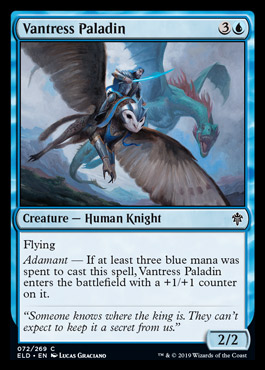 Vantress Paladin 3
Creature — Human Knight
Flying
Adamant — If at least three blue mana was
spent to cast this spell, Vantress Paladin
enters the battlefield with a +1/+1 counter
on it.
“Someone knows where the king is. They can’t
expect to keep it a secret from us.”
2/2
072/269 C
ELD • EN Lucas Graciano
™ & © 2019 Wizards of the Coast